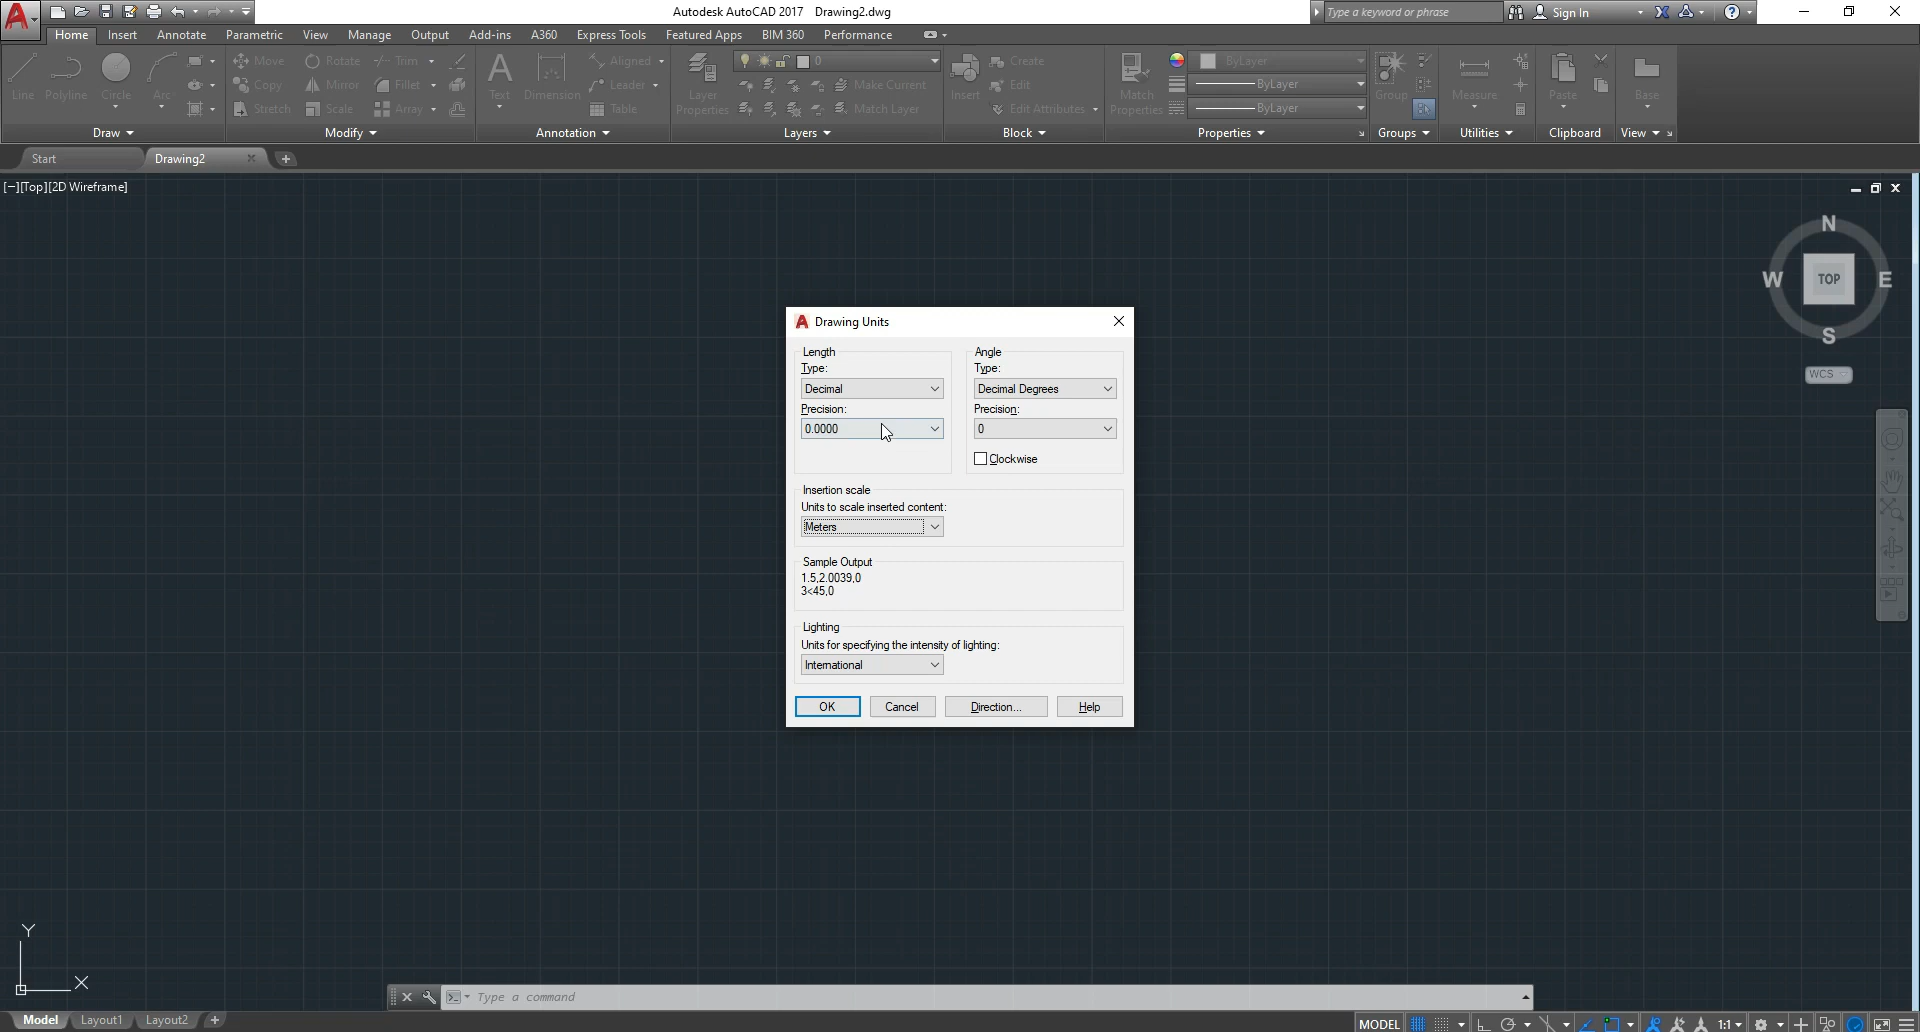 Autodesk AutoCAD 2017 Drawing2.dwg
Type a keyword or phrase
Sign In
Home Insert Annotate Parametric View Manage Output Add-ins A360 Express Tools Featured Apps BIM 360 Performance
Line Polyline Circle Arc
Move Rotate Trim
Copy Mirror Fillet
Stretch Scale Array
Text Dimension
Aligned
Leader
Table
Layer
Properties
0
Make Current
Match Layer
Insert
Create
Edit
Edit Attributes
Match
Properties
ByLayer
ByLayer
ByLayer
Group
Measure
Paste
Base
Draw Modify Annotation Layers Block Properties Groups Utilities Clipboard View
Start Drawing2
[−][Top][2D Wireframe]
N
W TOP E
S
WCS
Drawing Units
Length
Type:
Decimal
Precision:
0.0000
Angle
Type:
Decimal Degrees
Precision:
0
Clockwise
Insertion scale
Units to scale inserted content:
Meters
Sample Output
1.5,2.0039,0
3<45,0
Lighting
Units for specifying the intensity of lighting:
International
OK Cancel Direction... Help
Y
X
Type a command
Model Layout1 Layout2
MODEL 1:1